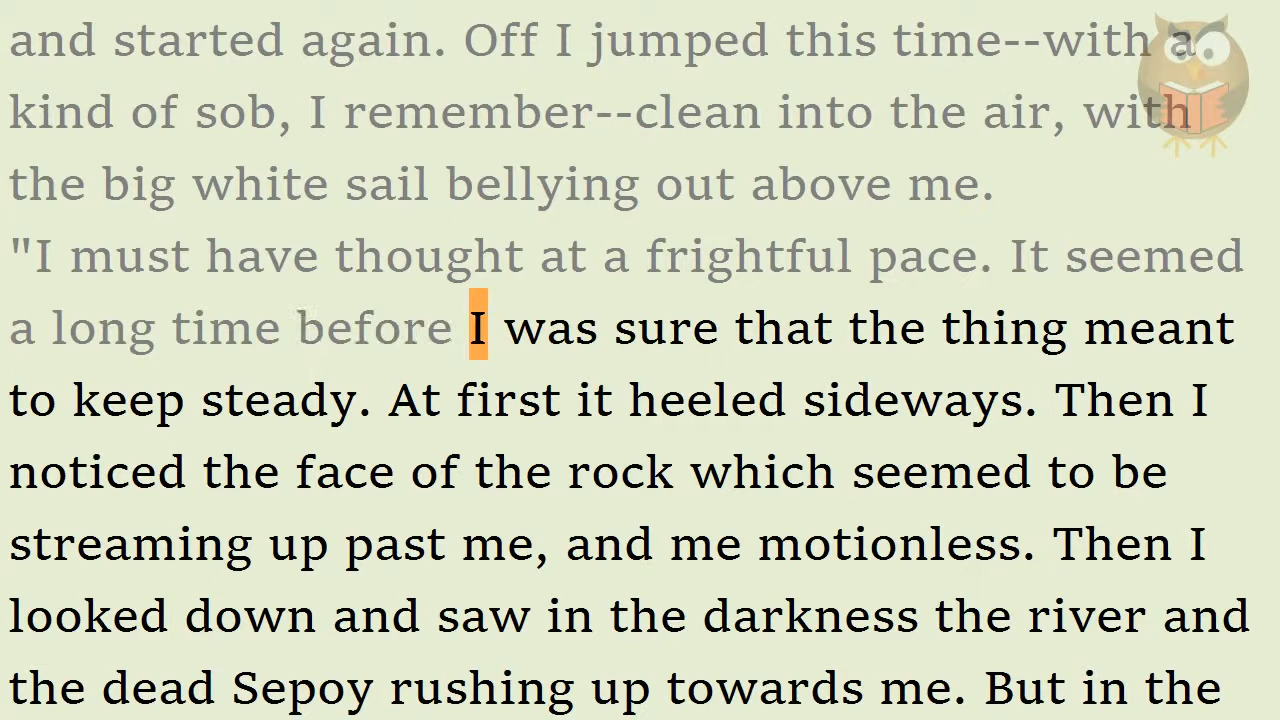 and started again. Off I jumped this time--with a
kind of sob, I remember--clean into the air, with
the big white sail bellying out above me.
"I must have thought at a frightful pace. It seemed
a long time before I was sure that the thing meant
to keep steady. At first it heeled sideways. Then I
noticed the face of the rock which seemed to be
streaming up past me, and me motionless. Then I
looked down and saw in the darkness the river and
the dead Sepoy rushing up towards me. But in the